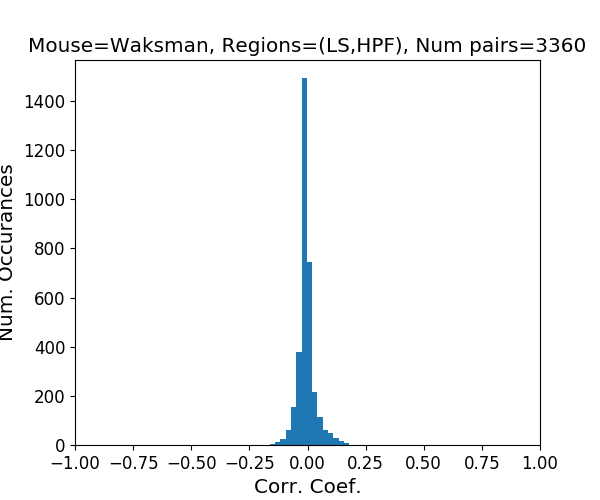 Mouse=Waksman, Regions=(LS,HPF), Num pairs=3360
1400
1200
1000
800
600
400
200
0
Num. Occurances
−1.00 −0.75 −0.50 −0.25 0.00 0.25 0.50 0.75 1.00
Corr. Coef.